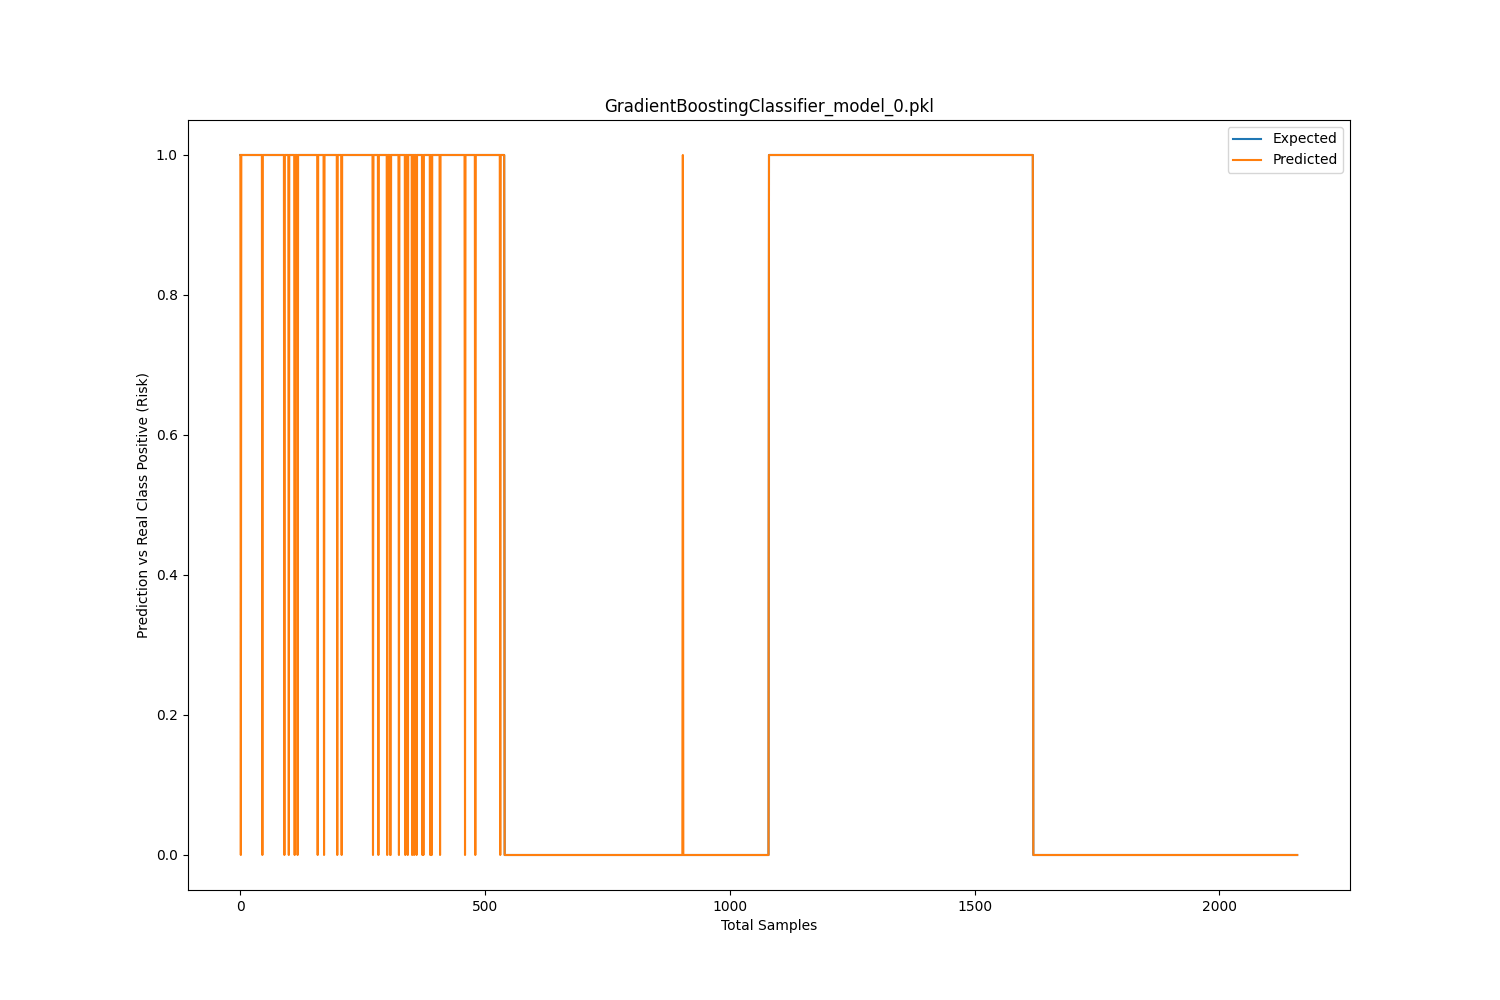 GradientBoostingClassifier_model_0.pkl
Expected
Predicted
1.0
0.8
0.6
0.4
0.2
0.0
Prediction vs Real Class Positive (Risk)
0
500
1000
1500
2000
Total Samples